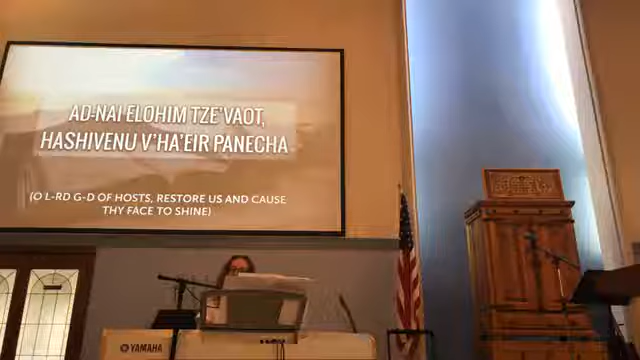 AD-NAI ELOHIM TZE'VAOT,
HASHIVENU V'HA'EIR PANECHA
(O L-RD G-D OF HOSTS, RESTORE US AND CAUSE
THY FACE TO SHINE)
YAMAHA